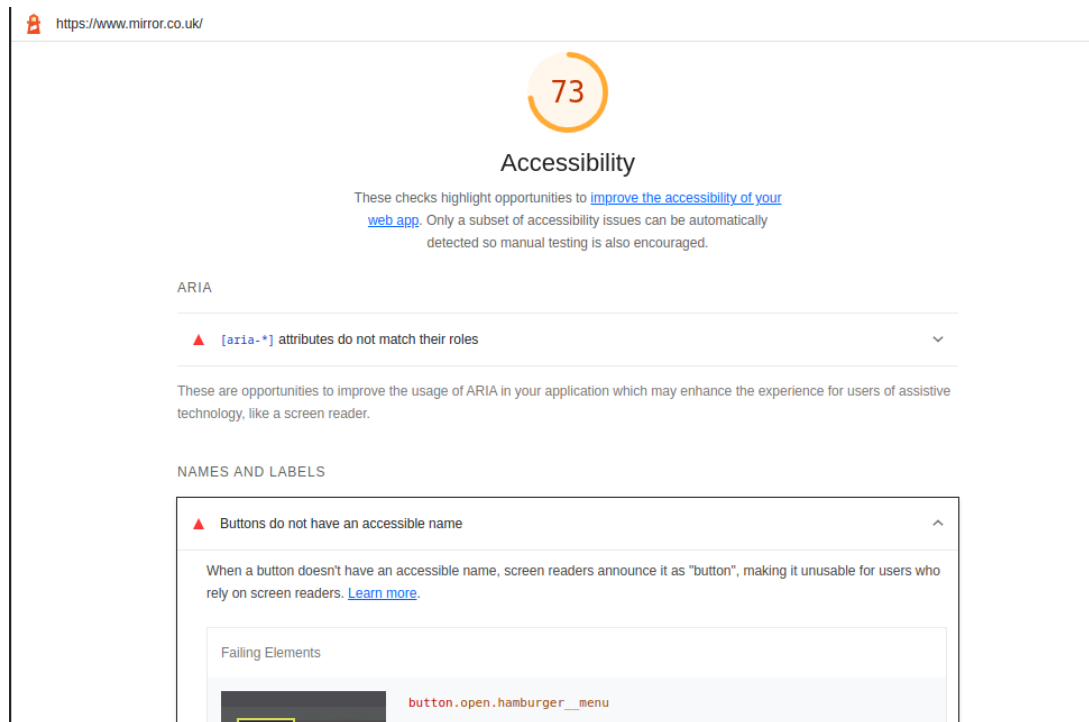 https://www.mirror.co.uk/
73
Accessibility
These checks highlight opportunities to improve the accessibility of your
web app. Only a subset of accessibility issues can be automatically
detected so manual testing is also encouraged.
ARIA
[aria-*] attributes do not match their roles
These are opportunities to improve the usage of ARIA in your application which may enhance the experience for users of assistive
technology, like a screen reader.
NAMES AND LABELS
Buttons do not have an accessible name
When a button doesn't have an accessible name, screen readers announce it as "button", making it unusable for users who
rely on screen readers. Learn more.
Failing Elements
button.open.hamburger__menu